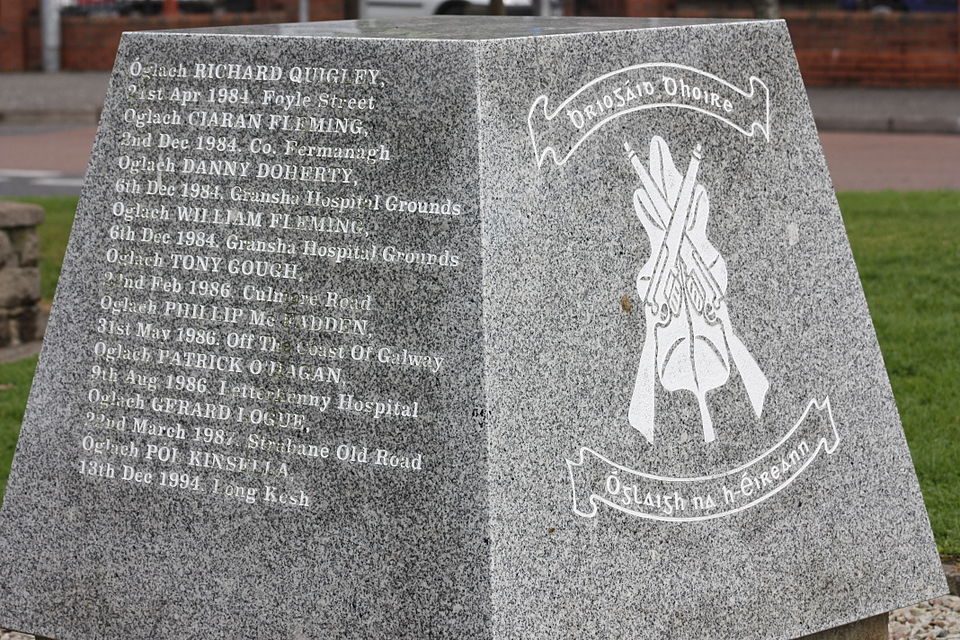 Óglach RICHARD QUIGLEY,
21st Apr 1984. Foyle Street
Óglach CIARAN FLEMING,
2nd Dec 1984. Co. Fermanagh
Óglach DANNY DOHERTY,
6th Dec 1984. Gransha Hospital Grounds
Óglach WILLIAM FLEMING,
6th Dec 1984. Gransha Hospital Grounds
Óglach TONY GOUGH,
22nd Feb 1986. Culmore Road
Óglach PHILLIP McFADDEN,
31st May 1986. Off The Coast Of Galway
Óglach PATRICK O'HAGAN,
9th Aug 1986. Letterkenny Hospital
Óglach GERARD LOGUE,
22nd March 1987. Strabane Old Road
Óglach POL KINSELLA,
13th Dec 1994. Long Kesh
Briosáid Dhoire
Óglaigh na h-Éireann